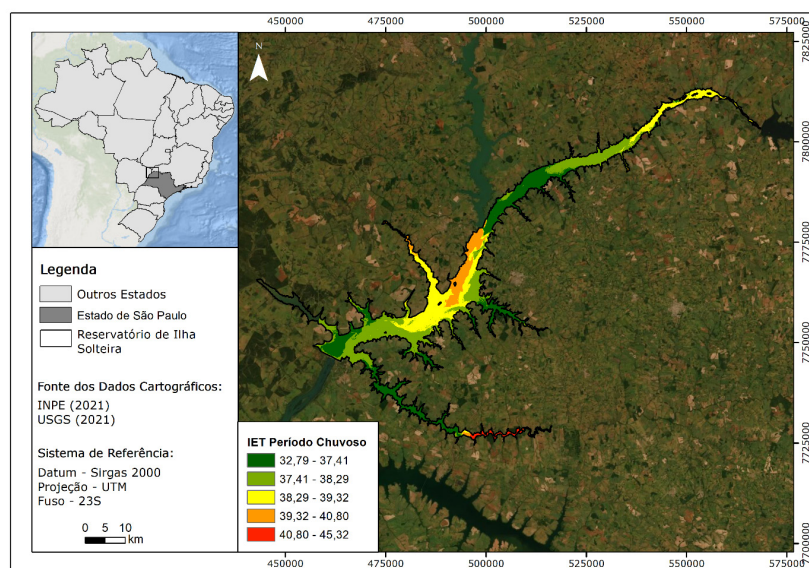 450000 475000 500000 525000 550000 575000
N
7825000
7800000
7775000
7750000
7725000
7700000
Legenda
Outros Estados
Estado de São Paulo
Reservatório de Ilha
Solteira
Fonte dos Dados Cartográficos:
INPE (2021)
USGS (2021)
Sistema de Referência:
Datum - Sirgas 2000
Projeção - UTM
Fuso - 23S
0 5 10
km
IET Período Chuvoso
32,79 - 37,41
37,41 - 38,29
38,29 - 39,32
39,32 - 40,80
40,80 - 45,32
450000 475000 500000 525000 550000 575000